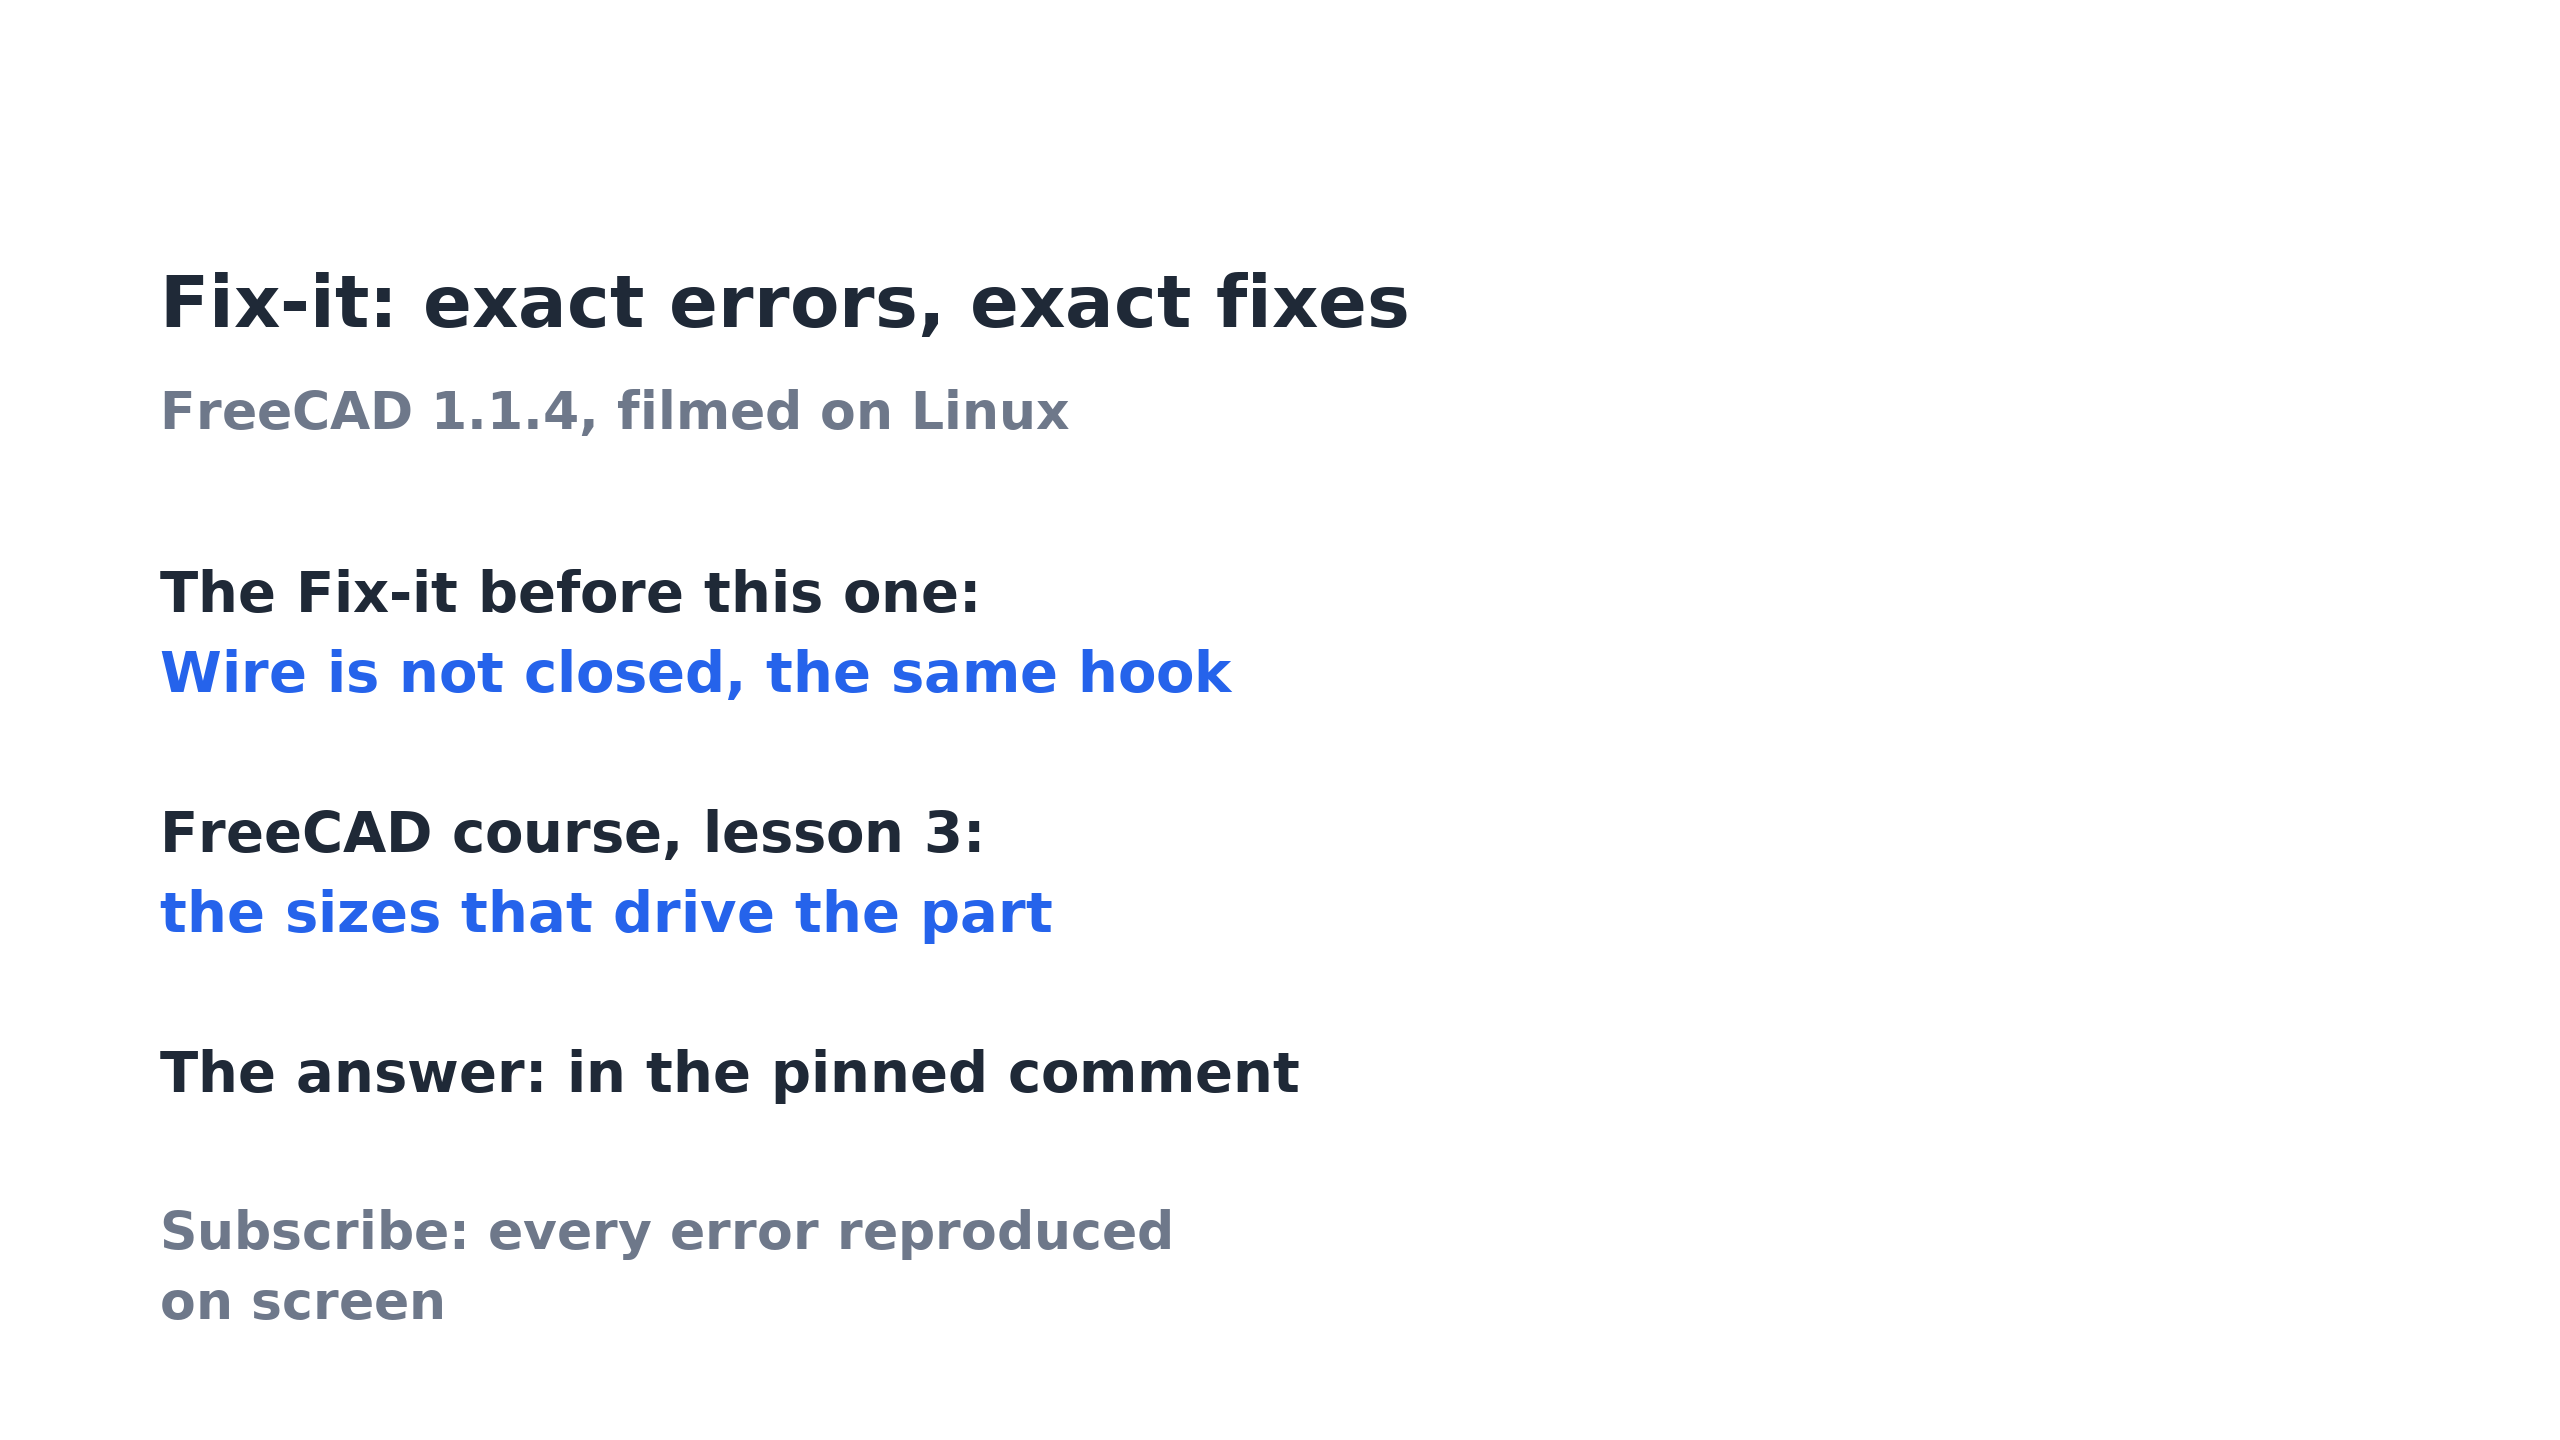 Fix-it: exact errors, exact fixes
FreeCAD 1.1.4, filmed on Linux
The Fix-it before this one:
Wire is not closed, the same hook
FreeCAD course, lesson 3:
the sizes that drive the part
The answer: in the pinned comment
Subscribe: every error reproduced
on screen